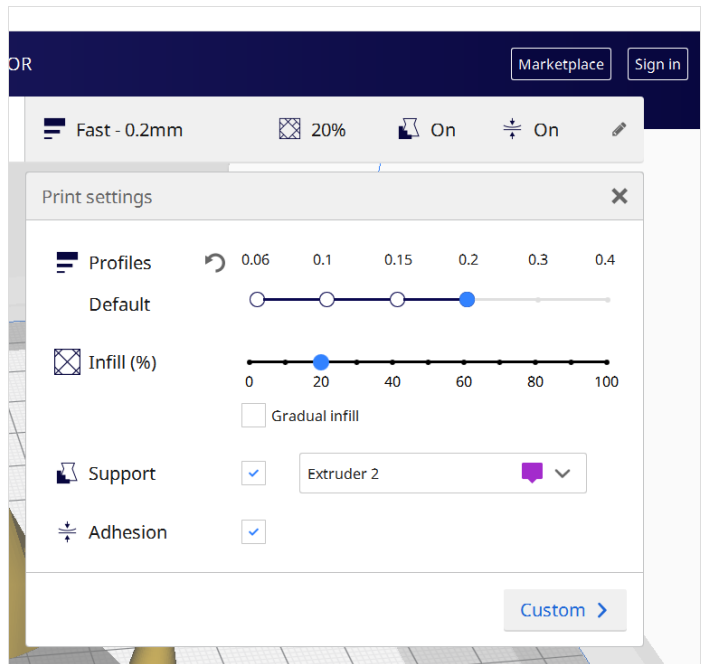 OR
Marketplace
Sign in
Fast - 0.2mm
20%
On
On
Print settings
Profiles
0.06 0.1 0.15 0.2 0.3 0.4
Default
Infill (%)
0 20 40 60 80 100
Gradual infill
Support
Extruder 2
Adhesion
Custom